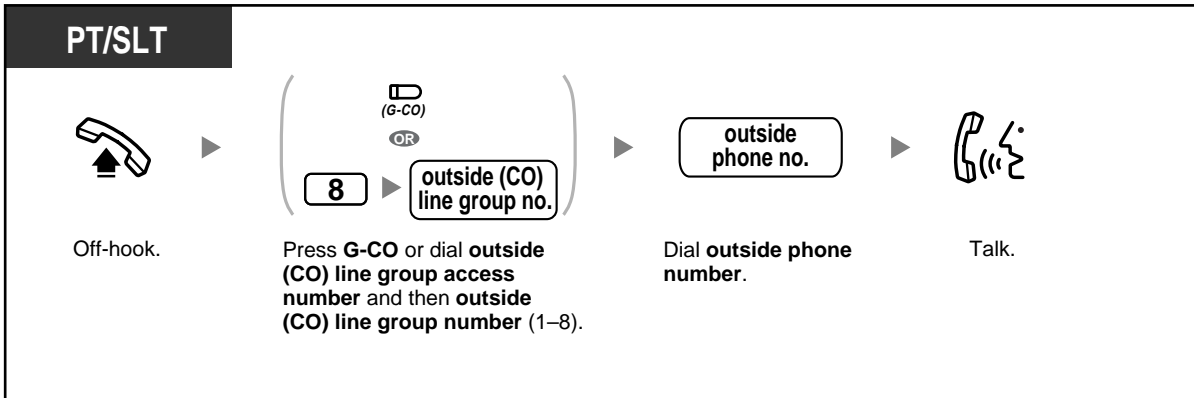 PT/SLT
(G-CO)
OR
8
outside (CO)
line group no.
outside
phone no.
Off-hook.
Press G-CO or dial outside
(CO) line group access
number and then outside
(CO) line group number (1–8).
Dial outside phone
number.
Talk.